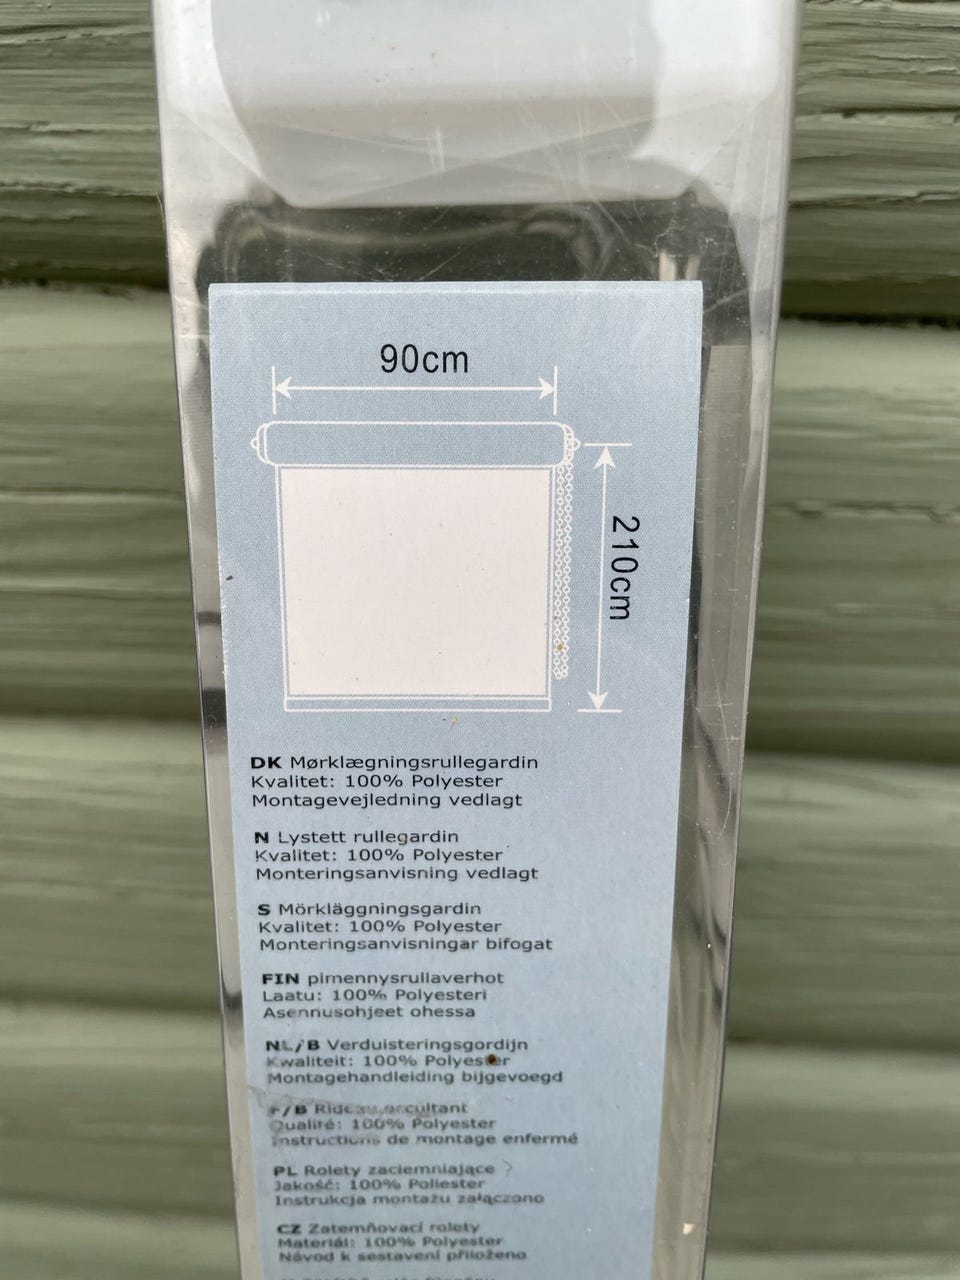 90cm
210cm
DK Mørklægningsrullegardin
Kvalitet: 100% Polyester
Montagevejledning vedlagt
N Lystett rullegardin
Kvalitet: 100% Polyester
Monteringsanvisning vedlagt
S Mörkläggningsgardin
Kvalitet: 100% Polyester
Monteringsanvisningar bifogat
FIN pimennysrullaverhot
Laatu: 100% Polyesteri
Asennusohjeet ohessa
NL/B Verduisteringsgordijn
Kwaliteit: 100% Polyester
Montagehandleiding bijgevoegd
F/B Rideau occultant
Qualité: 100% Polyester
Instructions de montage enfermé
PL Rolety zaciemniające
Jakość: 100% Poliester
Instrukcja montażu załączono
CZ Zatemňovací rolety
Materiál: 100% Polyester
Návod k sestavení přiloženo